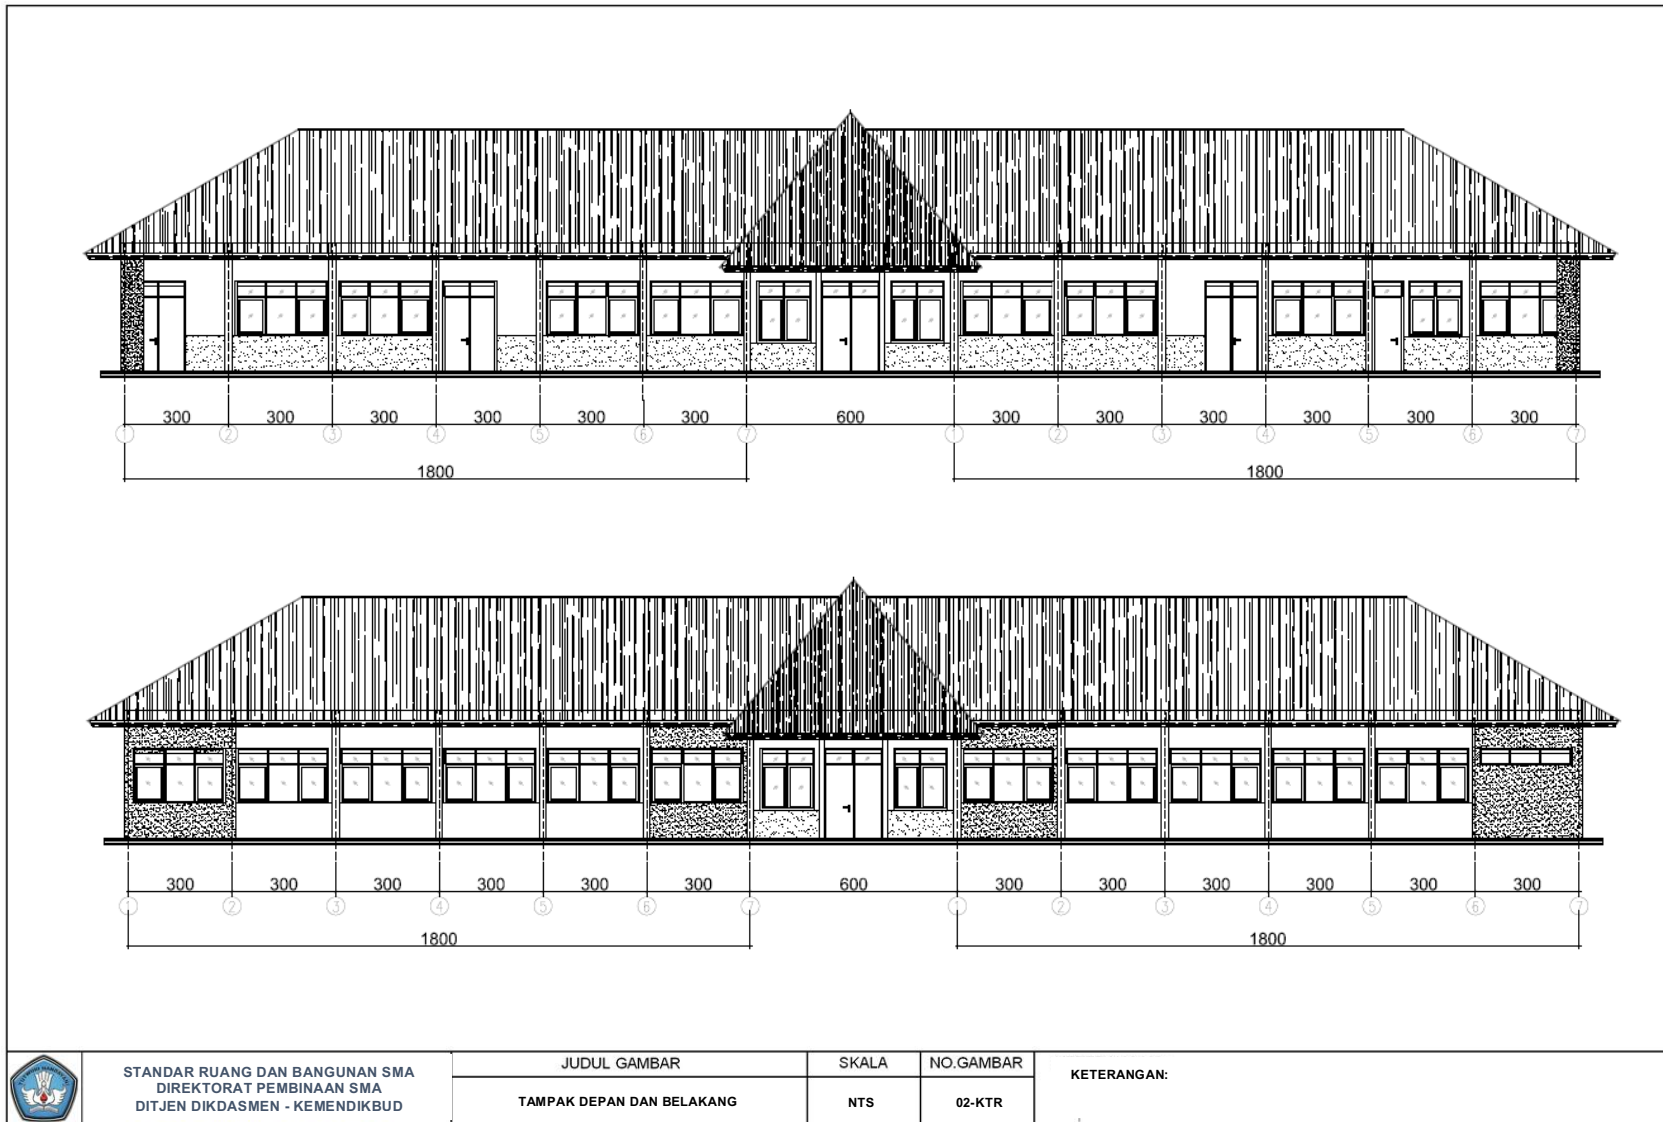 300 300 300 300 300 300 600 300 300 300 300 300 300
1 2 3 4 5 6 7 1 2 3 4 5 6 7
1800 1800
300 300 300 300 300 300 600 300 300 300 300 300 300
1 2 3 4 5 6 7 1 2 3 4 5 6 7
1800 1800
STANDAR RUANG DAN BANGUNAN SMA
DIREKTORAT PEMBINAAN SMA
DITJEN DIKDASMEN - KEMENDIKBUD
JUDUL GAMBAR
TAMPAK DEPAN DAN BELAKANG
SKALA
NTS
NO.GAMBAR
02-KTR
KETERANGAN: